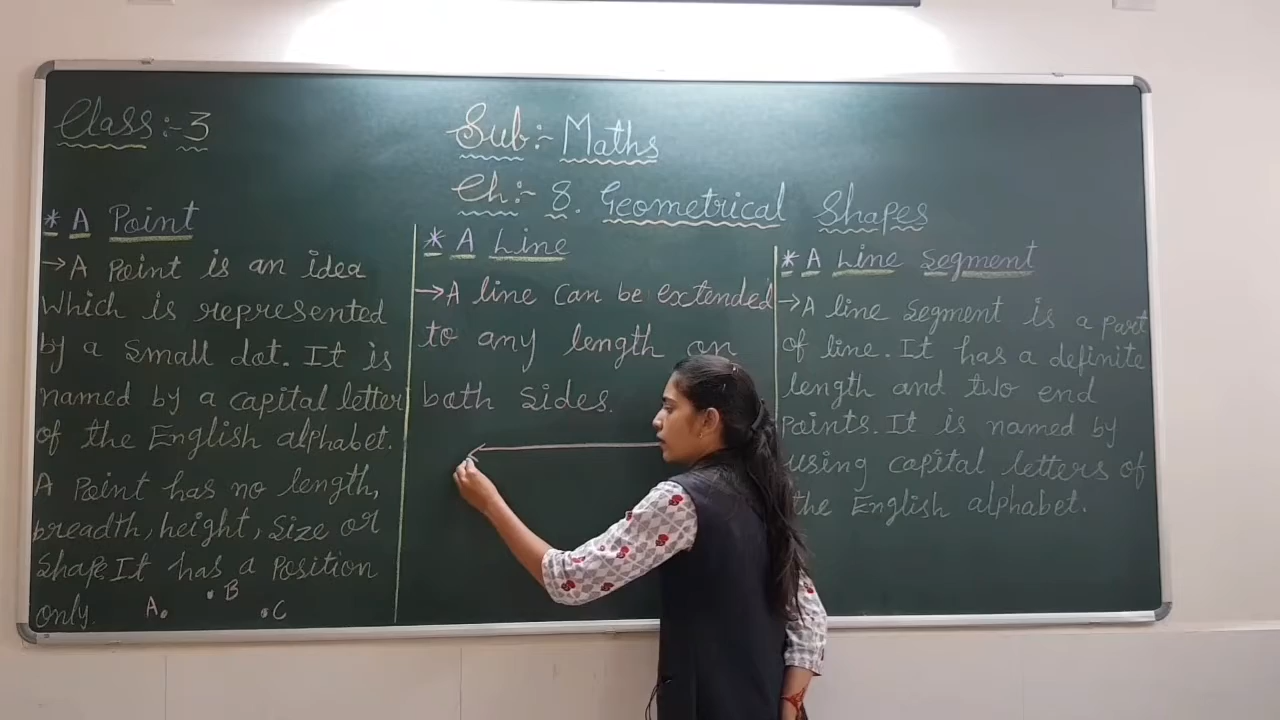 Class:- 3
Sub:- Maths
Ch:- 8. Geometrical Shapes
* A Point
→ A Point is an idea
which is represented
by a small dot. It is
named by a capital letter
of the English alphabet.
A Point has no length,
breadth, height, size or
shape. It has a Position
only.
A
B
C
* A Line
→ A line can be extended
to any length on
both sides.
* A Line Segment
→ A line segment is a part
of line. It has a definite
length and two end
points. It is named by
using capital letters of
the English alphabet.